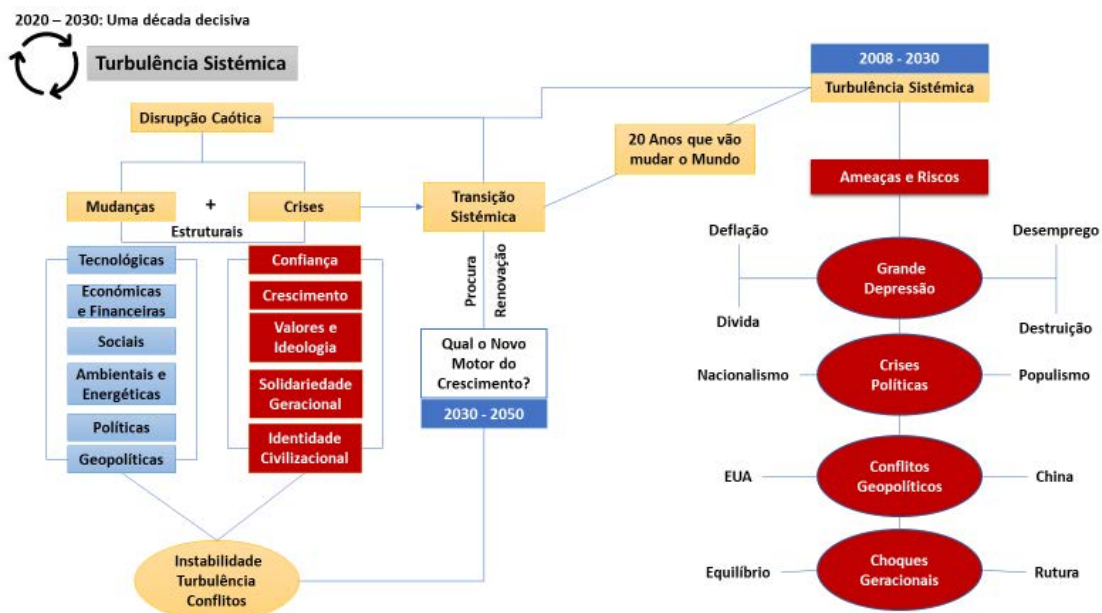 2020 – 2030: Uma década decisiva
Turbulência Sistémica
Disrupção Caótica
Mudanças
+
Crises
Estruturais
Tecnológicas
Económicas
e Financeiras
Sociais
Ambientais e
Energéticas
Políticas
Geopolíticas
Confiança
Crescimento
Valores e
Ideologia
Solidariedade
Geracional
Identidade
Civilizacional
Instabilidade
Turbulência
Conflitos
Transição
Sistémica
Procura
Renovação
Qual o Novo
Motor do
Crescimento?
2030 - 2050
20 Anos que vão
mudar o Mundo
2008 - 2030
Turbulência Sistémica
Ameaças e Riscos
Deflação
Desemprego
Grande
Depressão
Divida
Destruição
Nacionalismo
Crises
Políticas
Populismo
EUA
Conflitos
Geopolíticos
China
Equilíbrio
Choques
Geracionais
Rutura